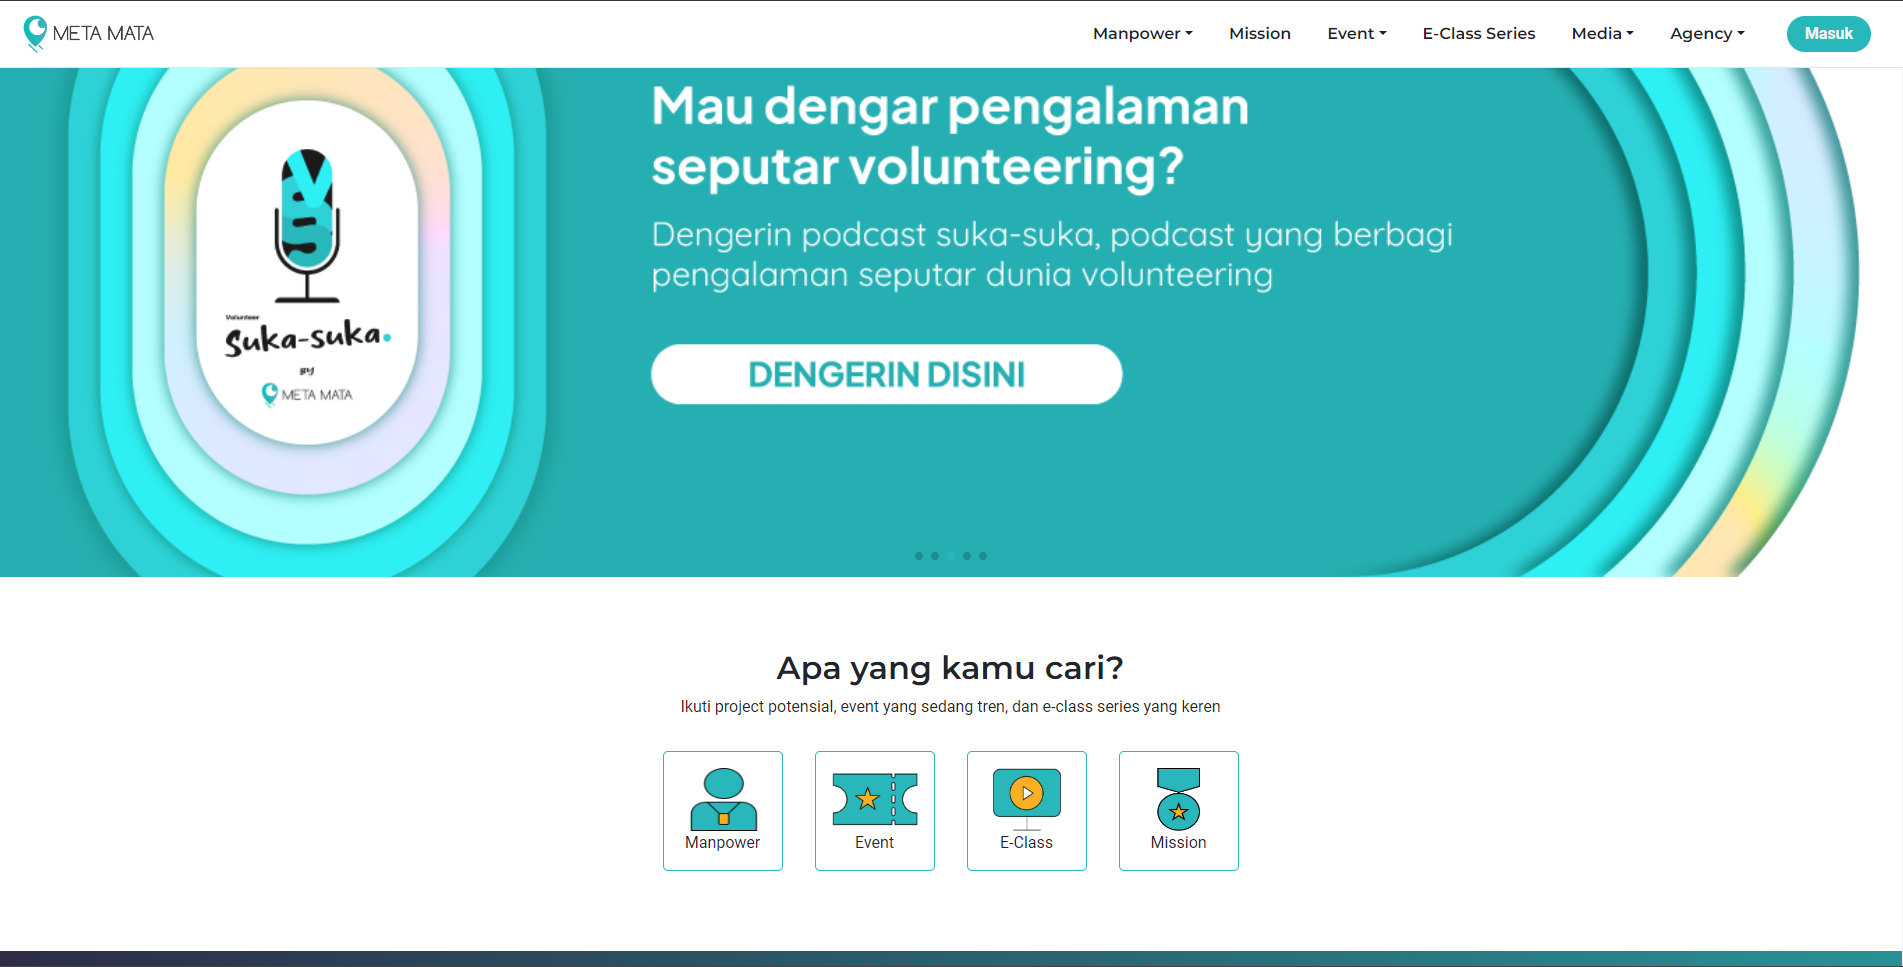 META MATA
Manpower
Mission
Event
E-Class Series
Media
Agency
Masuk
Mau dengar pengalaman
seputar volunteering?
Dengerin podcast suka-suka, podcast yang berbagi
pengalaman seputar dunia volunteering
DENGERIN DISINI
VS
Volunteer
Suka-suka.
BY
META MATA
Apa yang kamu cari?
Ikuti project potensial, event yang sedang tren, dan e-class series yang keren
Manpower
Event
E-Class
Mission